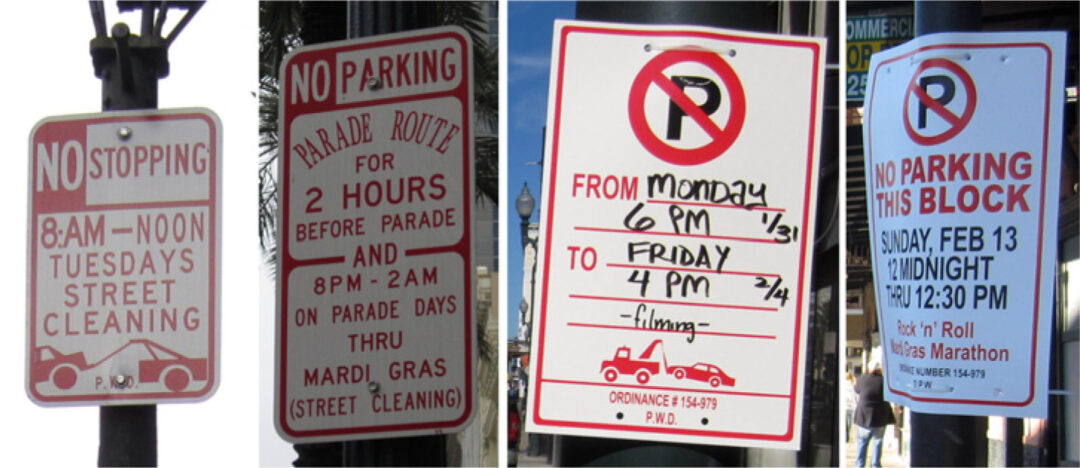 NO STOPPING
8:AM — NOON
TUESDAYS
STREET
CLEANING
P.W.D.
NO PARKING
PARADE ROUTE
FOR
2 HOURS
BEFORE PARADE
AND
8PM - 2AM
ON PARADE DAYS
THRU
MARDI GRAS
(STREET CLEANING)
P
FROM Monday
6 PM 1/31
TO FRIDAY
4 PM 2/4
-filming-
ORDINANCE # 154-979
P.W.D.
OMMERCI
OR
25
P
NO PARKING
THIS BLOCK
SUNDAY, FEB 13
12 MIDNIGHT
THRU 12:30 PM
Rock 'n' Roll
Mardi Gras Marathon
NUMBER 154-979